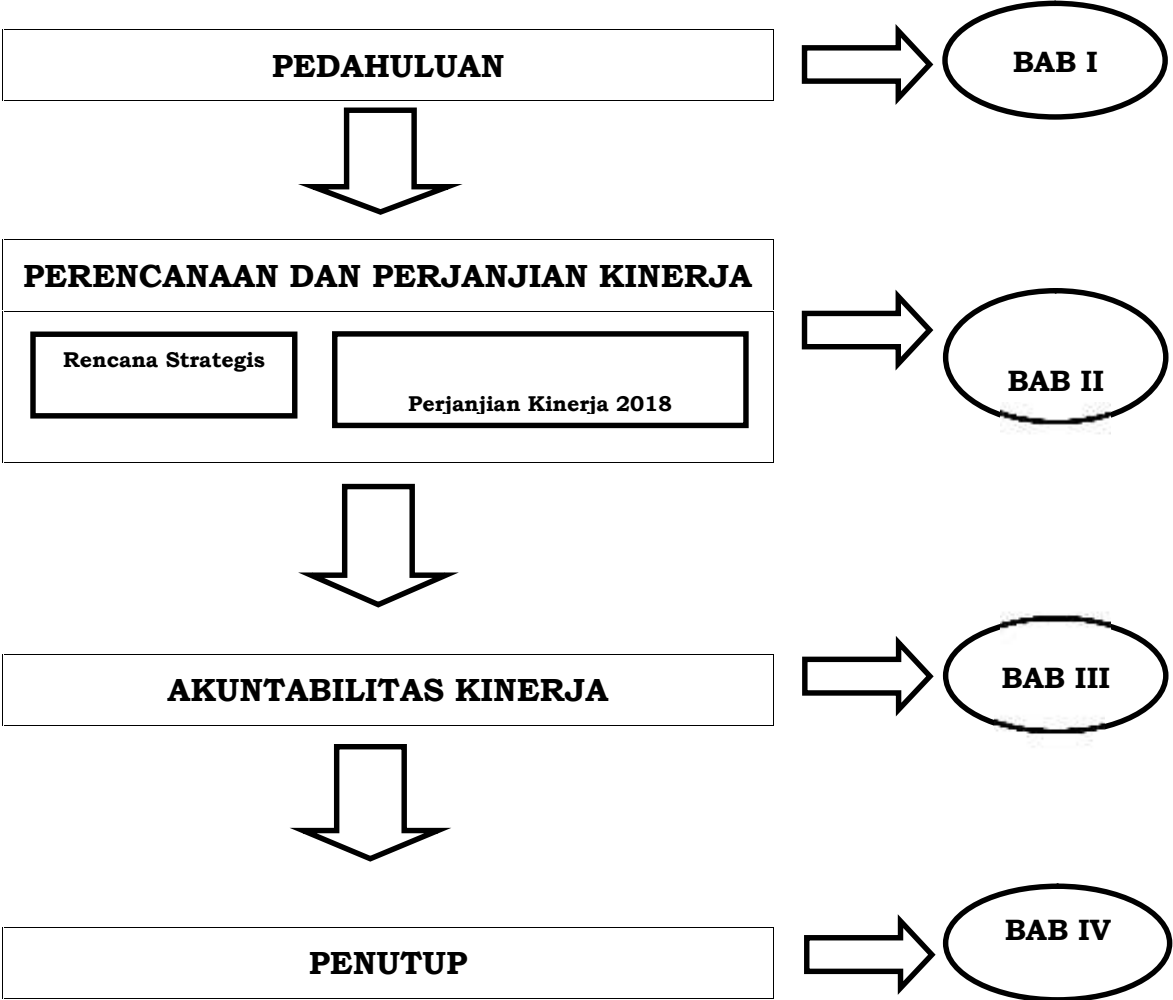 PEDAHULUAN
BAB I
PERENCANAAN DAN PERJANJIAN KINERJA
Rencana Strategis
Perjanjian Kinerja 2018
BAB II
AKUNTABILITAS KINERJA
BAB III
PENUTUP
BAB IV